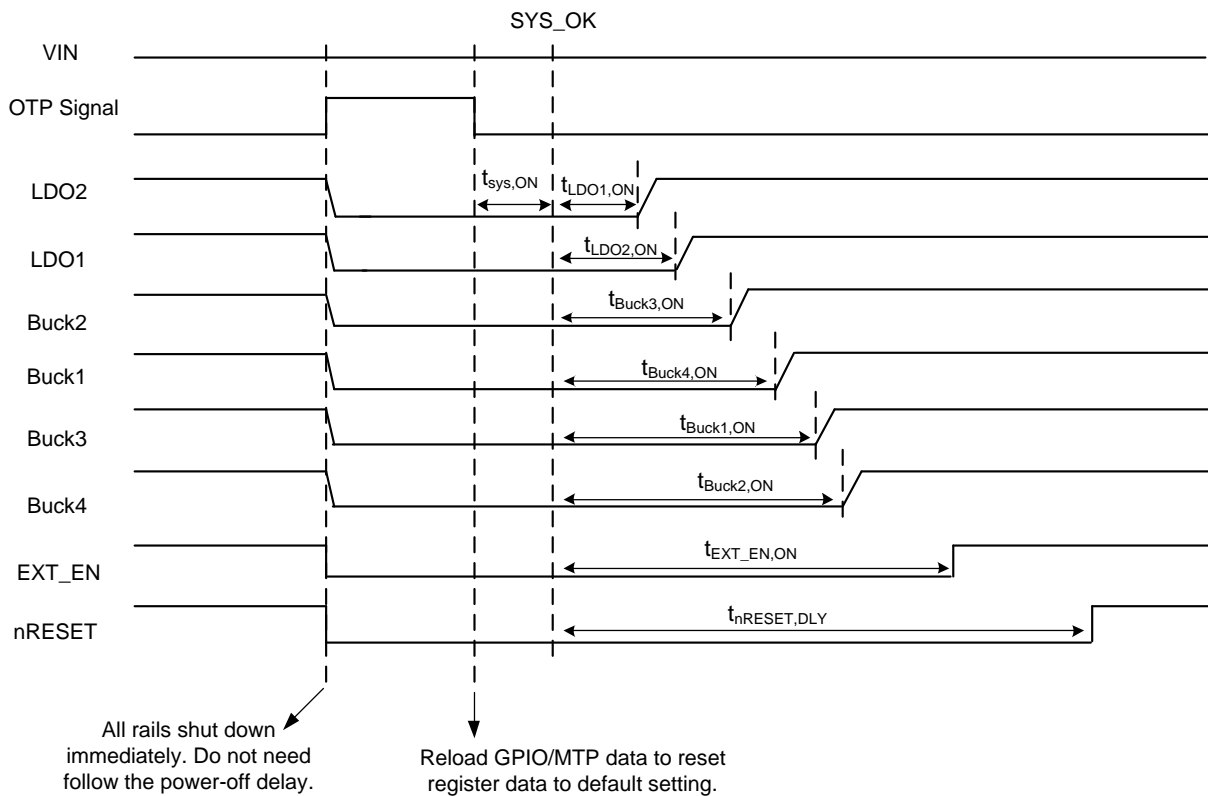 SYS_OK
VIN
OTP Signal
LDO2
tsys,ON
tLDO1,ON
LDO1
tLDO2,ON
Buck2
tBuck3,ON
Buck1
tBuck4,ON
Buck3
tBuck1,ON
Buck4
tBuck2,ON
EXT_EN
tEXT_EN,ON
nRESET
tnRESET,DLY
All rails shut down
immediately. Do not need
follow the power-off delay.
Reload GPIO/MTP data to reset
register data to default setting.